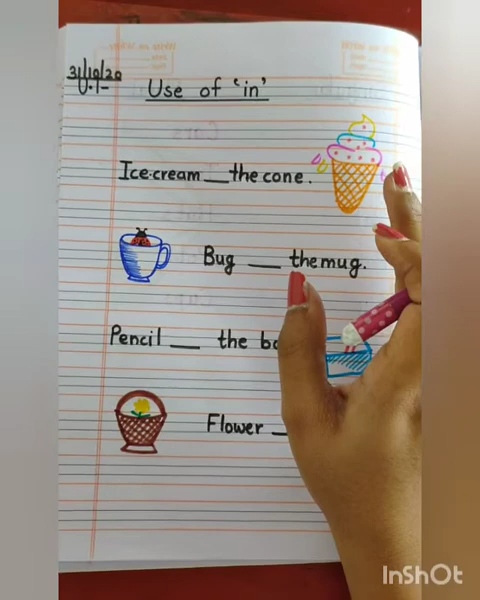 31/10/20
Use of 'in'
Ice-cream __ the cone.
Bug __ the mug.
Pencil __ the
Flower __
InShOt